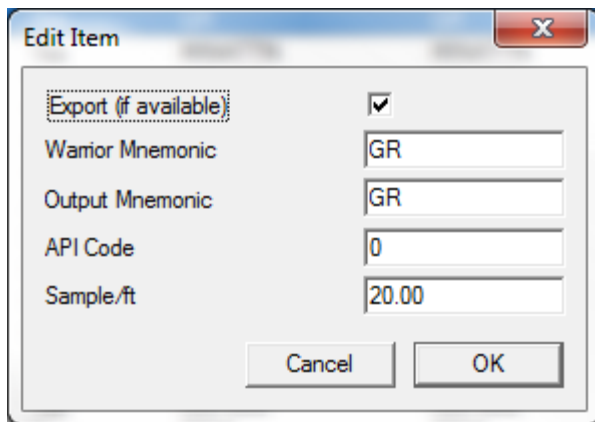 Edit Item
Export (if available)
Warrior Mnemonic GR
Output Mnemonic GR
API Code 0
Sample/ft 20.00
Cancel OK